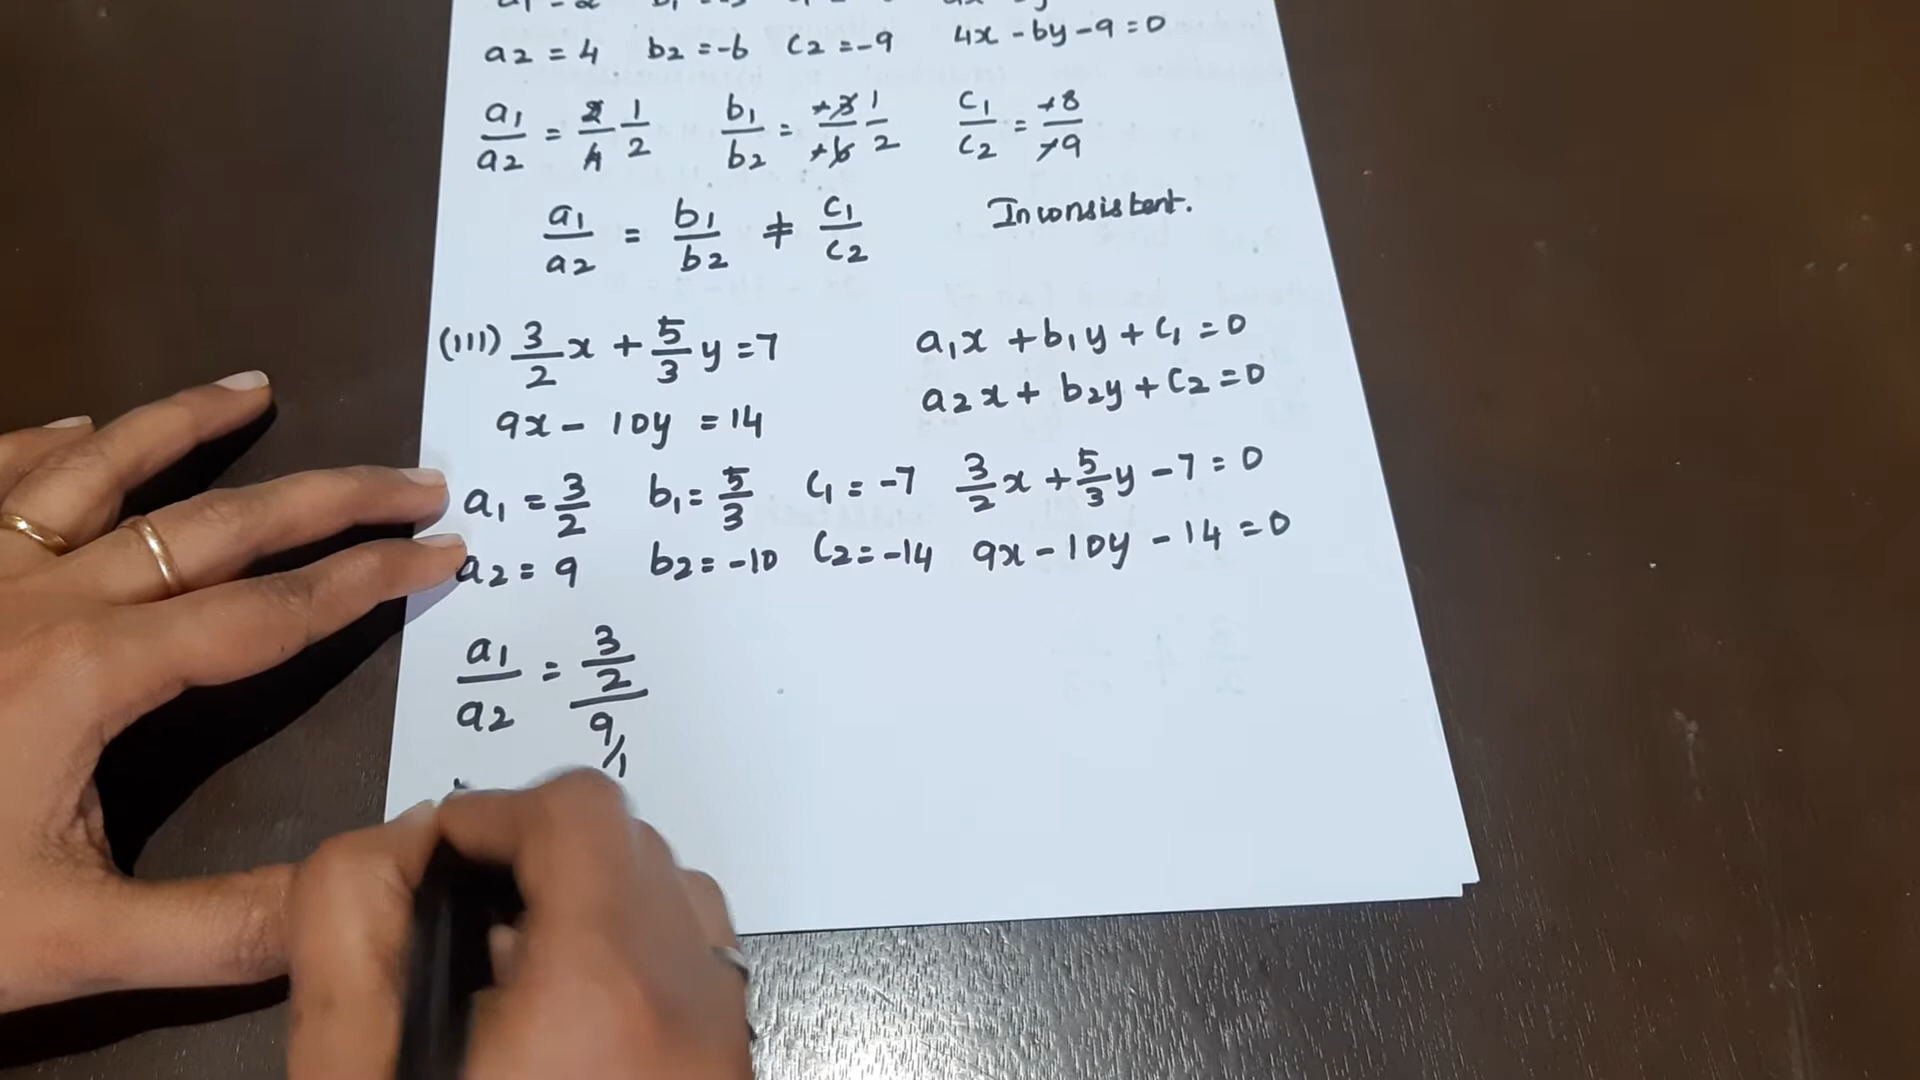 a2 = 4 b2 = -6 c2 = -9 4x - 6y - 9 = 0
a1/a2 = 2/4 1/2 b1/b2 = -3/-6 1/2 c1/c2 = -8/-9
a1/a2 = b1/b2 ≠ c1/c2 Inconsistent.
(111) 3/2 x + 5/3 y = 7 a1x + b1y + c1 = 0
9x - 10y = 14 a2x + b2y + c2 = 0
a1 = 3/2 b1 = 5/3 c1 = -7 3/2 x + 5/3 y - 7 = 0
a2 = 9 b2 = -10 c2 = -14 9x - 10y - 14 = 0
a1/a2 = 3/2 / 9/1